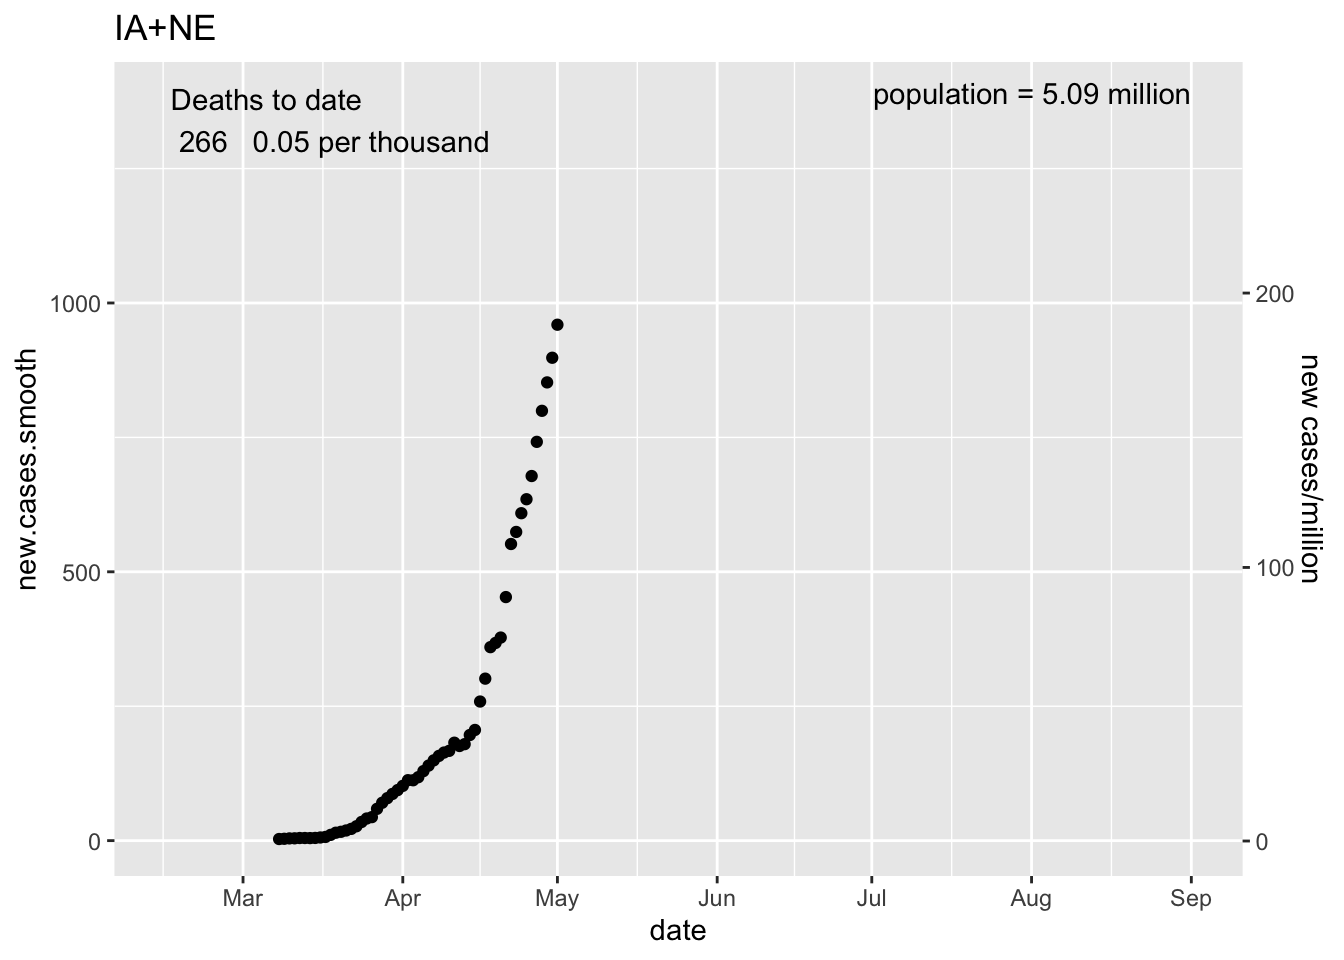 IA+NE
Deaths to date
266 0.05 per thousand
population = 5.09 million
new.cases.smooth
1000
500
0
200
100
0
new cases/million
Mar Apr May Jun Jul Aug Sep
date